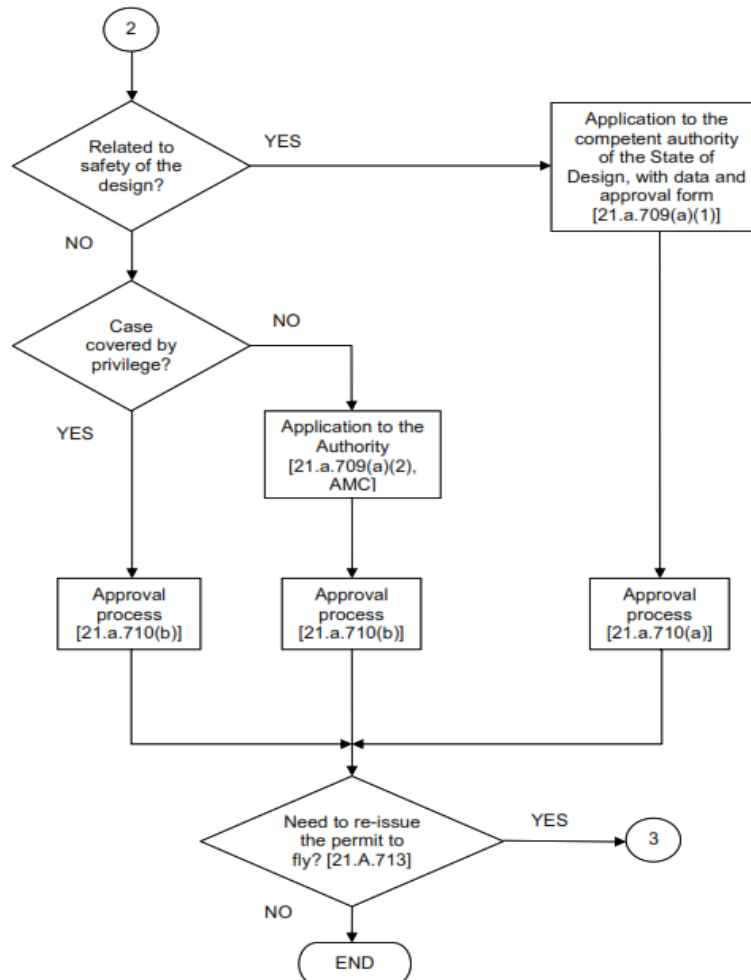 2
Related to
safety of the
design?
YES
Application to the
competent authority
of the State of
Design, with data and
approval form
[21.a.709(a)(1)]
NO
Case
covered by
privilege?
NO
YES
Application to the
Authority
[21.a.709(a)(2),
AMC]
Approval
process
[21.a.710(b)]
Approval
process
[21.a.710(b)]
Approval
process
[21.a.710(a)]
Need to re-issue
the permit to
fly? [21.A.713]
YES
3
NO
END